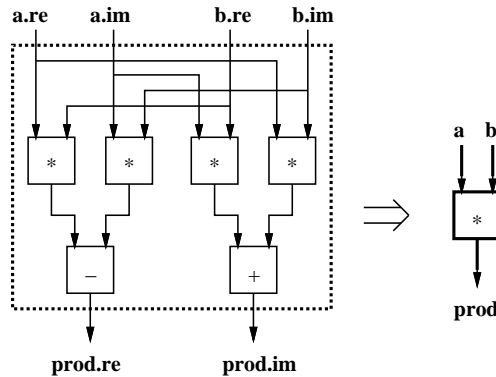 a.re a.im b.re b.im
a b
* * * *
*
− +
prod
prod.re prod.im